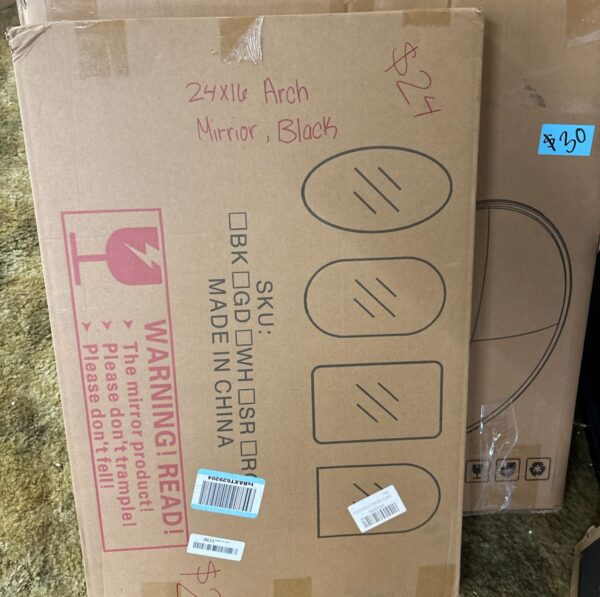 24x16 Arch
Mirrior, Black
$24
$30
SKU:
☐BK ☐GD ☐WH ☐SR
MADE IN CHINA
WARNING! READ!
➤ The mirror product!
➤ Please don't trample!
➤ Please don't fell!